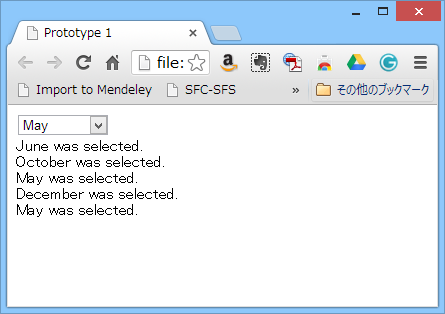 Prototype 1
file:
Import to Mendeley SFC-SFS » その他のブックマーク
May
June was selected.
October was selected.
May was selected.
December was selected.
May was selected.